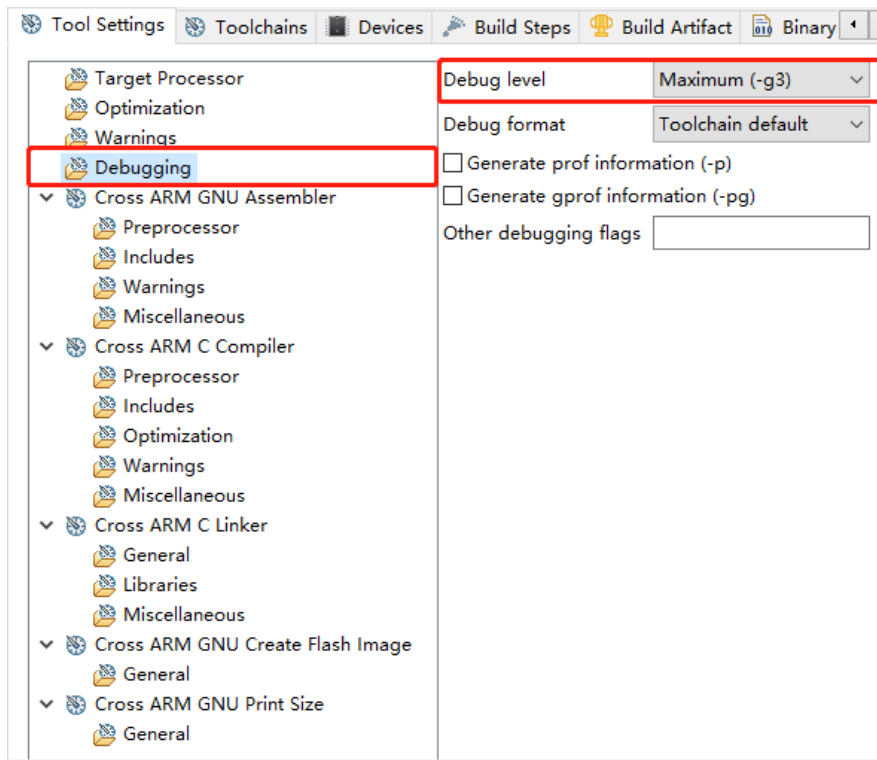 Tool Settings Toolchains Devices Build Steps Build Artifact Binary
Target Processor
Optimization
Warnings
Debugging
Cross ARM GNU Assembler
Preprocessor
Includes
Warnings
Miscellaneous
Cross ARM C Compiler
Preprocessor
Includes
Optimization
Warnings
Miscellaneous
Cross ARM C Linker
General
Libraries
Miscellaneous
Cross ARM GNU Create Flash Image
General
Cross ARM GNU Print Size
General
Debug level Maximum (-g3)
Debug format Toolchain default
Generate prof information (-p)
Generate gprof information (-pg)
Other debugging flags